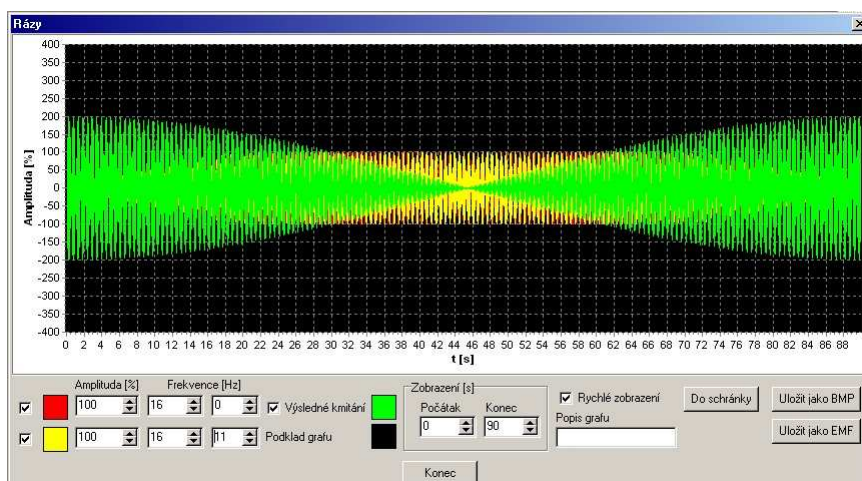 Rázy
400
350
300
250
200
150
100
50
0
-50
-100
-150
-200
-250
-300
-350
-400
Amplituda [%]
0 2 4 6 8 10 12 14 16 18 20 22 24 26 28 30 32 34 36 38 40 42 44 46 48 50 52 54 56 58 60 62 64 66 68 70 72 74 76 78 80 82 84 86 88
t [s]
Amplituda [%] Frekvence [Hz]
100 16 0 Výsledné kmitání
100 16 11 Podklad grafu
Zobrazení [s]
Počátak Konec
0 90
Rychlé zobrazení
Popis grafu
Do schránky
Uložit jako BMP
Uložit jako EMF
Konec